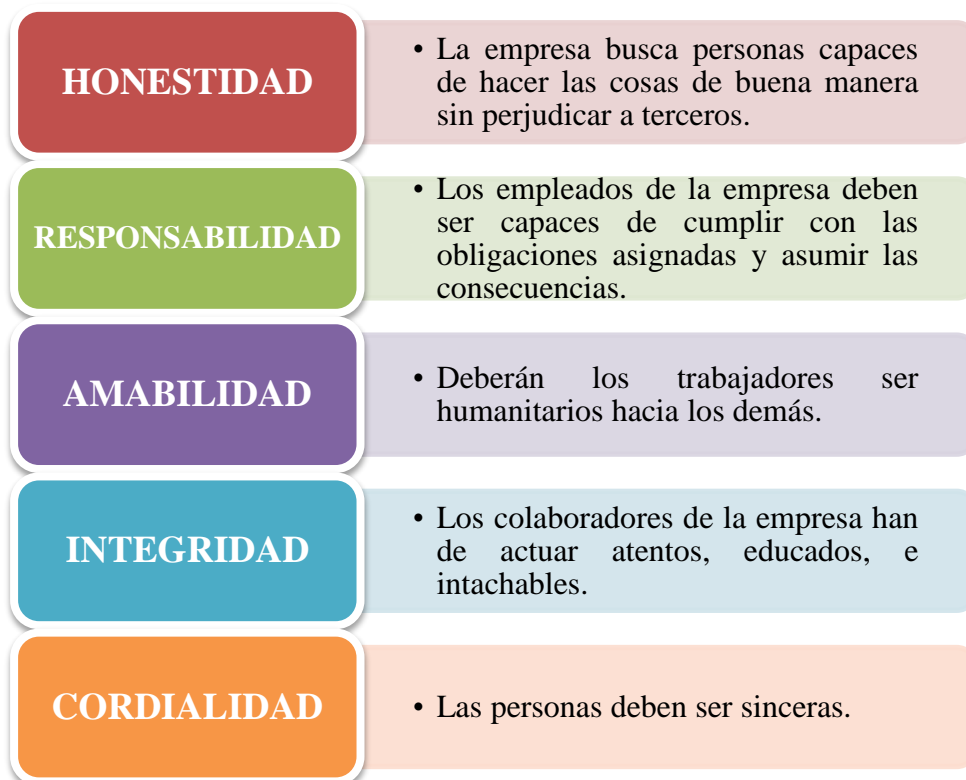 HONESTIDAD
• La empresa busca personas capaces
de hacer las cosas de buena manera
sin perjudicar a terceros.
RESPONSABILIDAD
• Los empleados de la empresa deben
ser capaces de cumplir con las
obligaciones asignadas y asumir las
consecuencias.
AMABILIDAD
• Deberán los trabajadores ser
humanitarios hacia los demás.
INTEGRIDAD
• Los colaboradores de la empresa han
de actuar atentos, educados, e
intachables.
CORDIALIDAD
• Las personas deben ser sinceras.